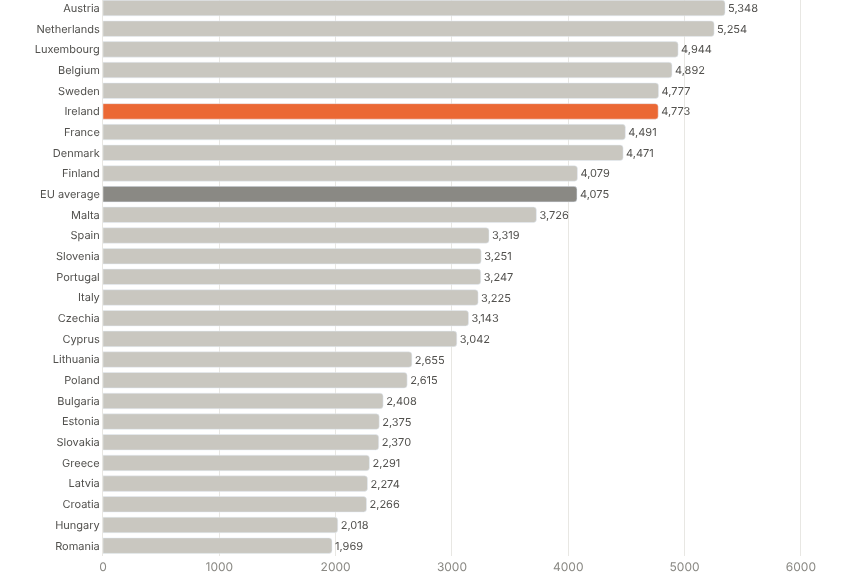 Austria 5,348
Netherlands 5,254
Luxembourg 4,944
Belgium 4,892
Sweden 4,777
Ireland 4,773
France 4,491
Denmark 4,471
Finland 4,079
EU average 4,075
Malta 3,726
Spain 3,319
Slovenia 3,251
Portugal 3,247
Italy 3,225
Czechia 3,143
Cyprus 3,042
Lithuania 2,655
Poland 2,615
Bulgaria 2,408
Estonia 2,375
Slovakia 2,370
Greece 2,291
Latvia 2,274
Croatia 2,266
Hungary 2,018
Romania 1,969
0 1000 2000 3000 4000 5000 6000